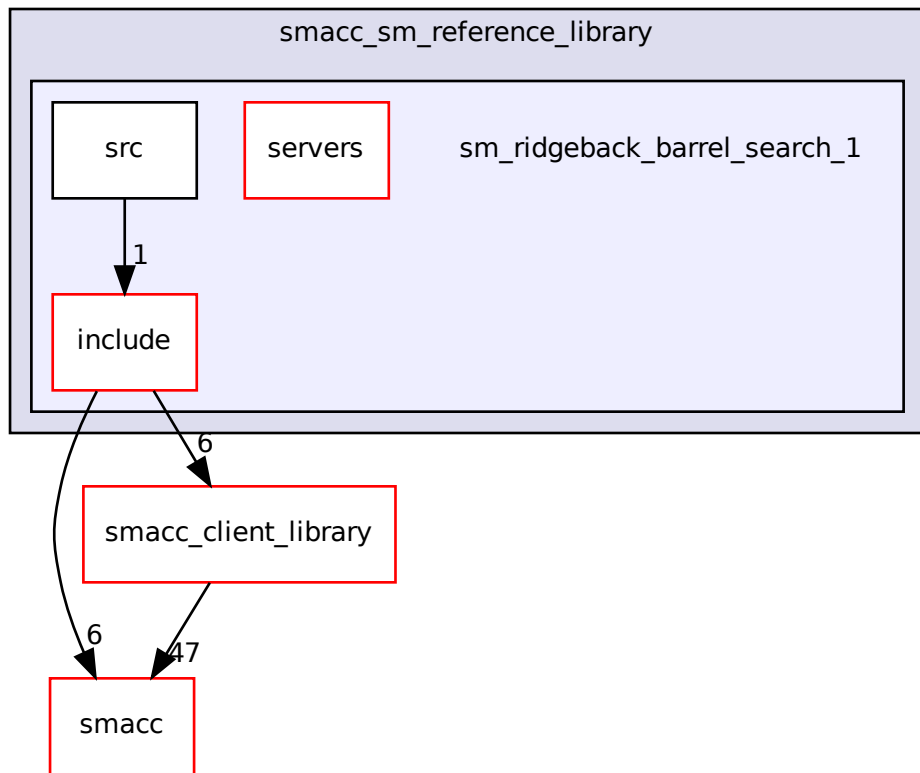 smacc_sm_reference_library
src
servers
sm_ridgeback_barrel_search_1
1
include
6
smacc_client_library
6
47
smacc